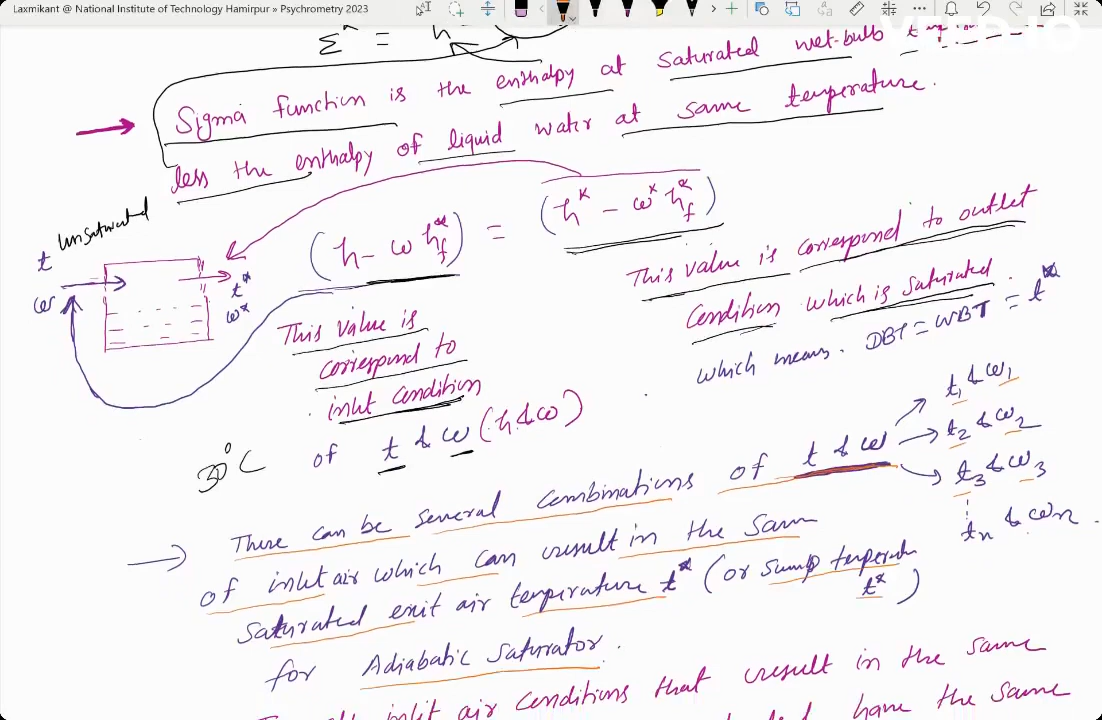 Laxmikant @ National Institute of Technology Hamirpur » Psychrometry 2023
Σ* = h
Sigma function is the enthalpy at saturated wet-bulb
less the enthalpy of liquid water at same temperature.
unsaturated
t
ω
t*
ω*
(h - ω h*f) = (h* - ω* h*f)
This value is
correspond to
inlet condition
of t & ω (h & ω)
This value is correspond to outlet
condition which is saturated.
which means. DBT = WBT = t*
30°C
→ There can be several combinations of t & ω
t1 & ω1
t2 & ω2
t3 & ω3
tn & ωn.
of inlet air which can result in the sam
saturated exit air temperature t* (or sump temperatu
t*)
for Adiabatic saturator.
inlet air conditions that result in the same
have the same